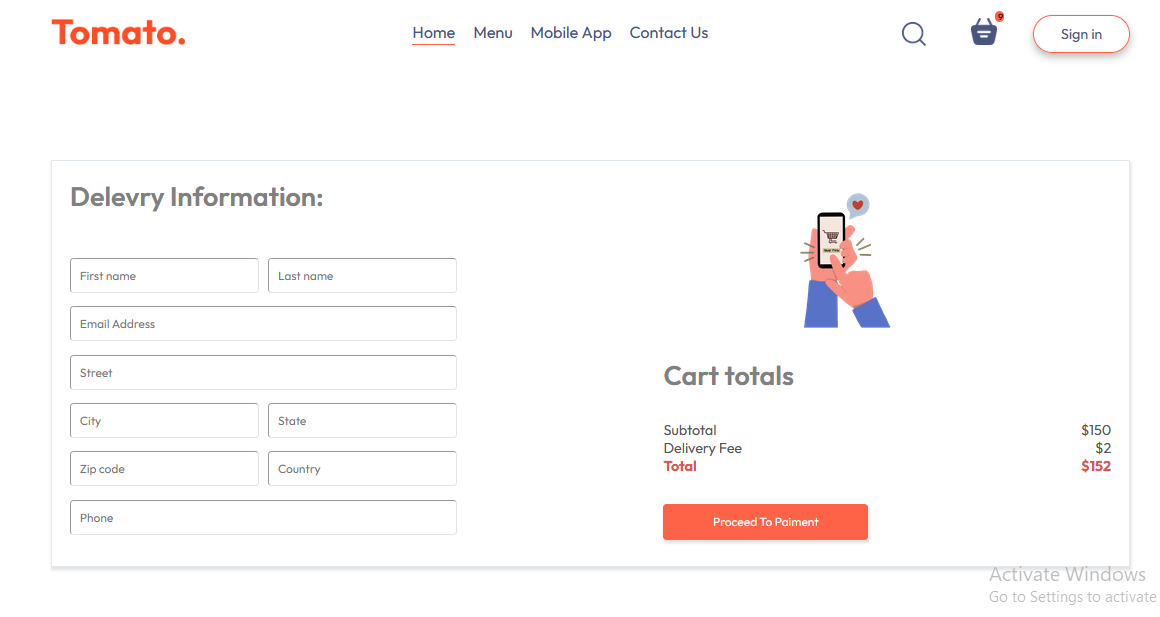 Tomato.
Home Menu Mobile App Contact Us
9
Sign in
Delevry Information:
First name Last name
Email Address
Street
City State
Zip code Country
Phone
Cart totals
Subtotal $150
Delivery Fee $2
Total $152
Proceed To Paiment
Activate Windows
Go to Settings to activate